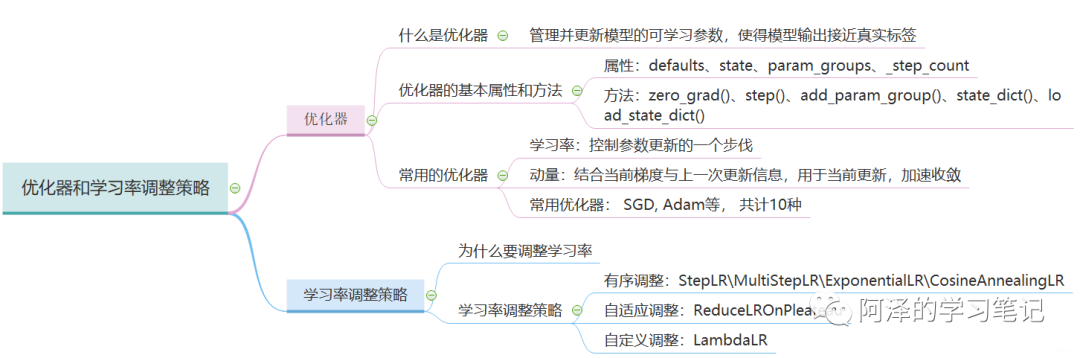 什么是优化器
管理并更新模型的可学习参数，使得模型输出接近真实标签
优化器的基本属性和方法
属性：defaults、state、param_groups、_step_count
方法：zero_grad()、step()、add_param_group()、state_dict()、lo
ad_state_dict()
优化器
学习率：控制参数更新的一个步伐
常用的优化器
动量：结合当前梯度与上一次更新信息，用于当前更新，加速收敛
常用优化器： SGD, Adam等， 共计10种
优化器和学习率调整策略
为什么要调整学习率
学习率调整策略
有序调整：StepLR\MultiStepLR\ExponentialLR\CosineAnnealingLR
学习率调整策略
自适应调整：ReduceLROnPleateau
自定义调整：LambdaLR
阿泽的学习笔记